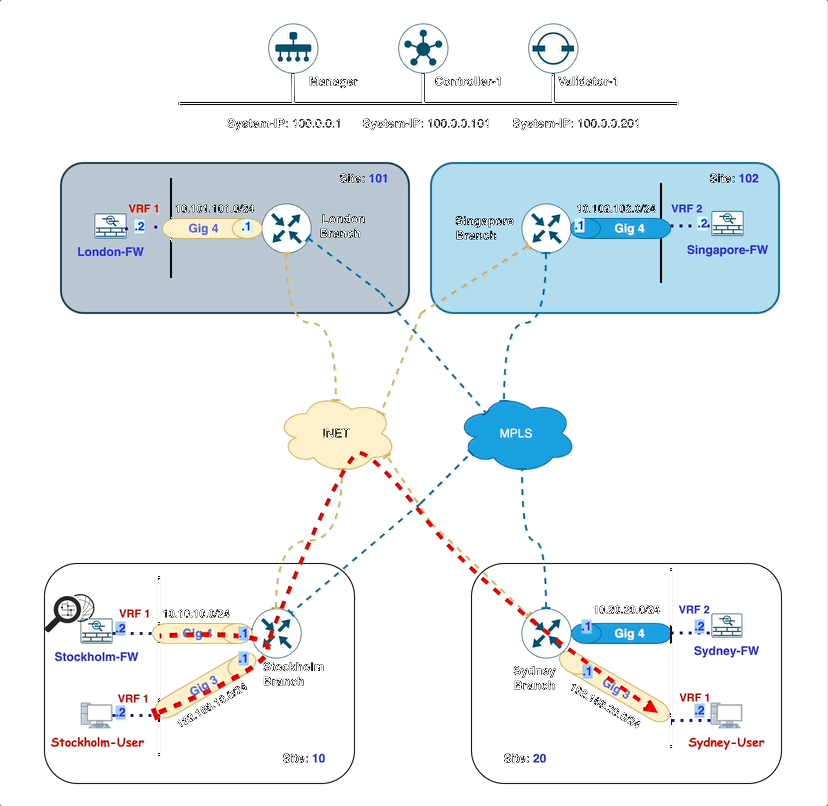 Manager
Controller-1
Validator-1
System-IP: 100.0.0.1
System-IP: 100.0.0.101
System-IP: 100.0.0.201
Site: 101
VRF 1
10.101.101.0/24
.2
Gig 4
.1
London
Branch
London-FW
Site: 102
Singapore
Branch
10.102.102.0/24
VRF 2
.1
Gig 4
.2
Singapore-FW
INET
MPLS
VRF 1
10.10.10.0/24
.2
Gig 4
.1
Stockholm-FW
Stockholm
Branch
.1
Gig 3
192.168.10.0/24
VRF 1
.2
Stockholm-User
Site: 10
10.20.20.0/24
VRF 2
.1
Gig 4
.2
Sydney-FW
Sydney
Branch
.1
Gig 3
192.168.20.0/24
VRF 1
.2
Sydney-User
Site: 20